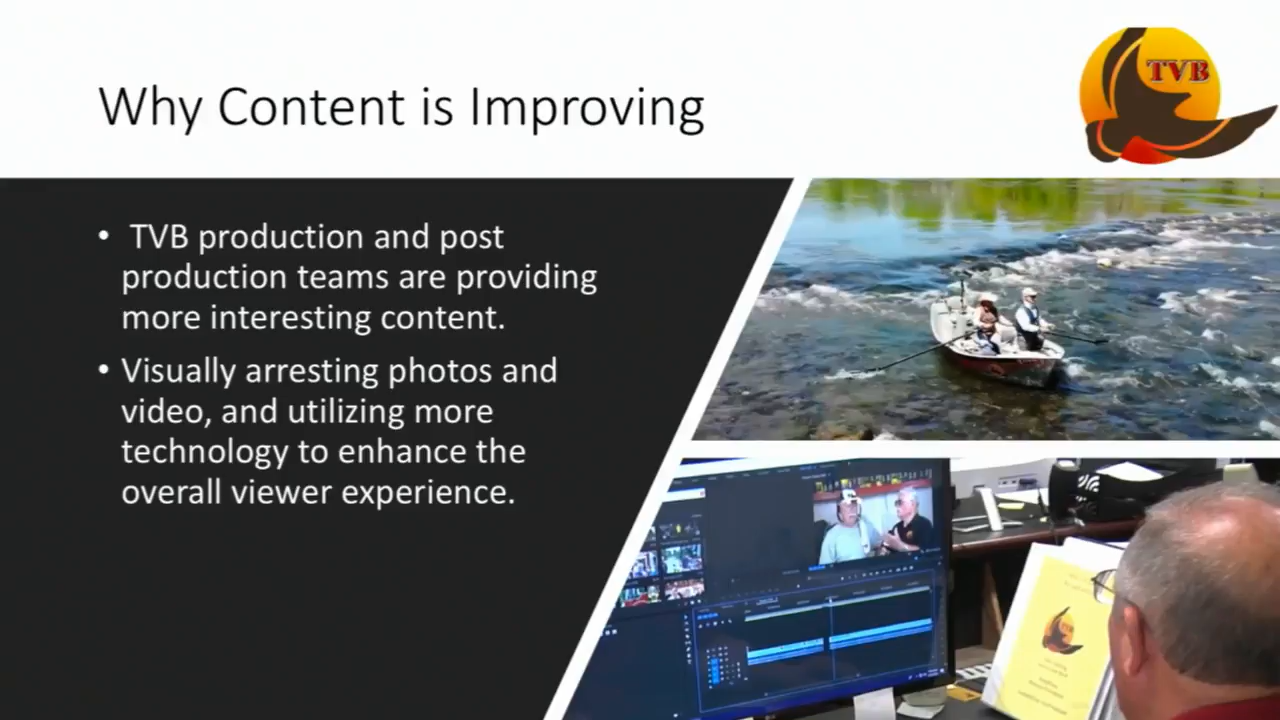 Why Content is Improving
TVB
• TVB production and post
production teams are providing
more interesting content.
• Visually arresting photos and
video, and utilizing more
technology to enhance the
overall viewer experience.
TVB